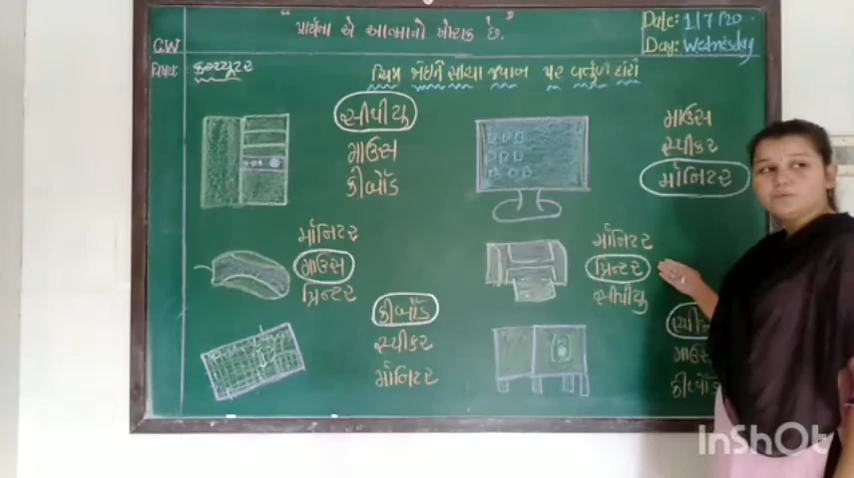 "પ્રાર્થના એ આત્માનો ખોરાક છે."
Date: 1/7/20
Day: Wednesday
C.W
વિષય: કમ્પ્યૂટર
ચિત્ર જોઈને સાચા જવાબ પર વર્તુળ દોરો
સીપીયુ
માઉસ
કીબોર્ડ
માઉસ
સ્પીકર
મોનિટર
મોનિટર
માઉસ
પ્રિન્ટર
મોનિટર
પ્રિન્ટર
સીપીયુ
કીબોર્ડ
સ્પીકર
મોનિટર
કીબોર્ડ
InShOt